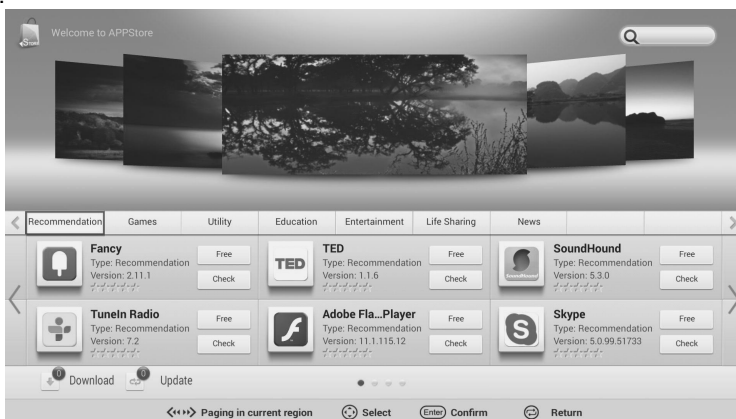 Welcome to APPStore
Recommendation Games Utility Education Entertainment Life Sharing News
Fancy
Type: Recommendation
Version: 2.11.1
Free
Check
TED
TED
Type: Recommendation
Version: 1.1.6
Free
Check
SoundHound
SoundHound
Type: Recommendation
Version: 5.3.0
Free
Check
TuneIn Radio
Type: Recommendation
Version: 7.2
Free
Check
Adobe Fla...Player
Type: Recommendation
Version: 11.1.115.12
Free
Check
Skype
Type: Recommendation
Version: 5.0.99.51733
Free
Check
0 Download 0 Update
Paging in current region Select Enter Confirm Return